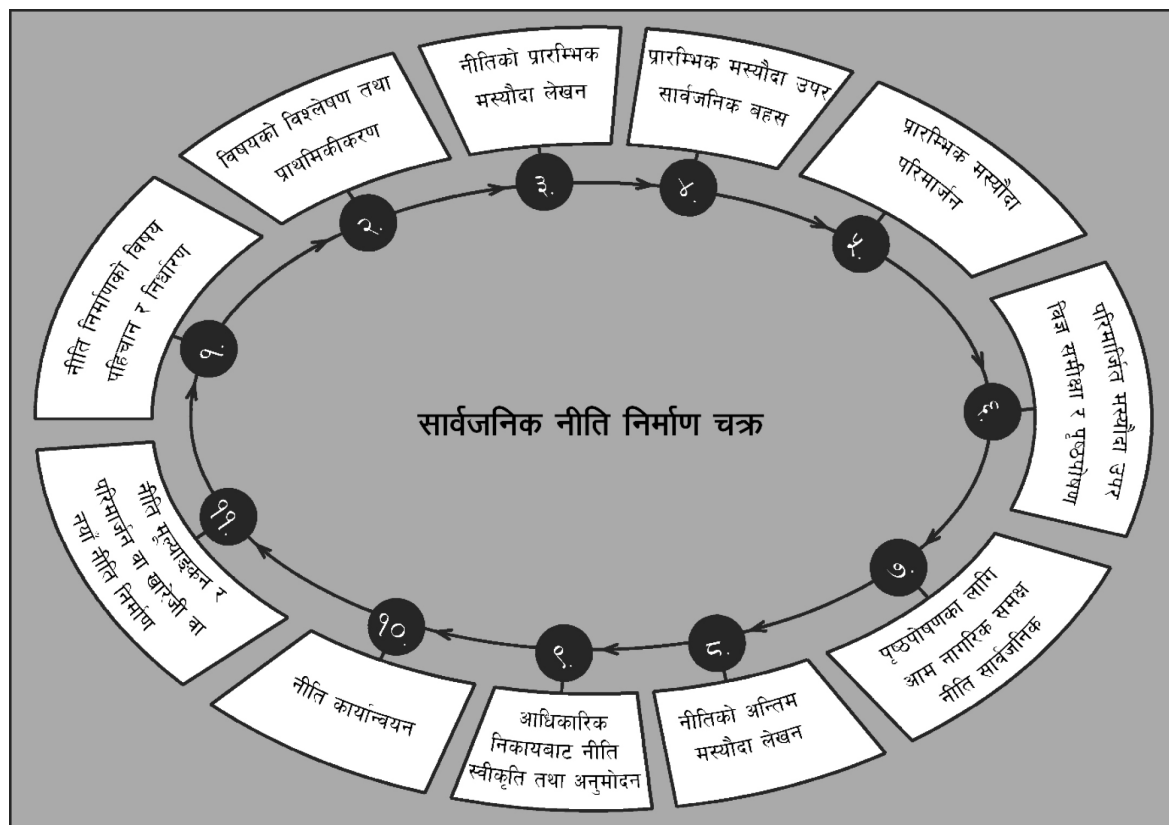 सार्वजनिक नीति निर्माण चक्र
१.
नीति निर्माणको विषय
पहिचान र निर्धारण
२.
विषयको विश्लेषण तथा
प्राथमिकीकरण
३.
नीतिको प्रारम्भिक
मस्यौदा लेखन
४.
प्रारम्भिक मस्यौदा उपर
सार्वजनिक वहस
५.
प्रारम्भिक मस्यौदा
परिमार्जन
६.
परिमार्जित मस्यौदा उपर
विज्ञ समीक्षा र पृष्ठपोषण
७.
पृष्ठपोषणका लागि
आम नागरिक समक्ष
नीति सार्वजनिक
८.
नीतिको अन्तिम
मस्यौदा लेखन
९.
आधिकारिक
निकायबाट नीति
स्वीकृति तथा अनुमोदन
१०.
नीति कार्यान्वयन
११.
नीति मूल्याङ्कन र
परिमार्जन वा खारेजी वा
नयाँ नीति निर्माण